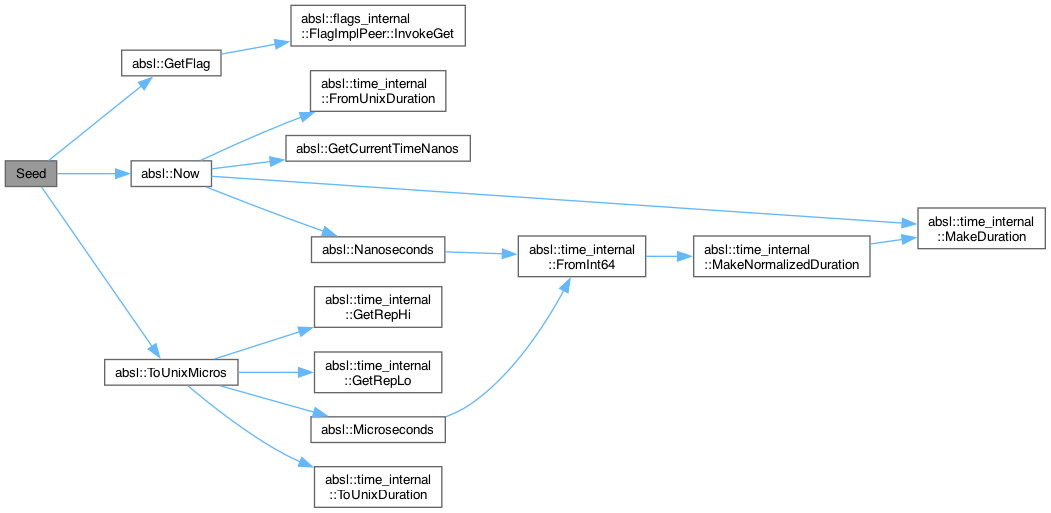 absl::flags_internal
::FlagImplPeer::InvokeGet
absl::GetFlag
absl::time_internal
::FromUnixDuration
absl::GetCurrentTimeNanos
Seed
absl::Now
absl::time_internal
::MakeDuration
absl::Nanoseconds
absl::time_internal
::FromInt64
absl::time_internal
::MakeNormalizedDuration
absl::time_internal
::GetRepHi
absl::ToUnixMicros
absl::time_internal
::GetRepLo
absl::Microseconds
absl::time_internal
::ToUnixDuration